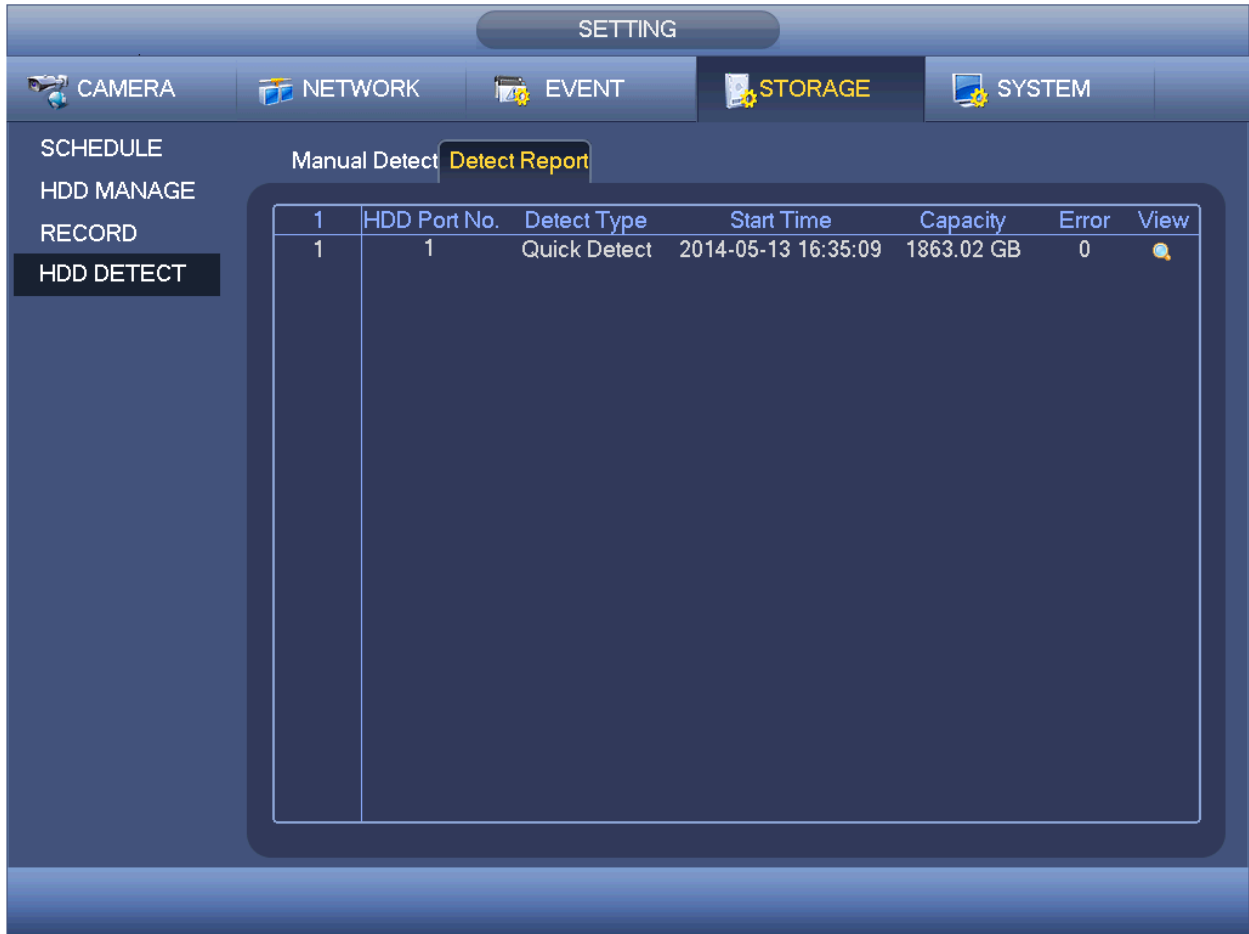 SETTING
CAMERA NETWORK EVENT STORAGE SYSTEM
SCHEDULE
HDD MANAGE
RECORD
HDD DETECT
Manual Detect Detect Report
1 HDD Port No. Detect Type Start Time Capacity Error View
1 1 Quick Detect 2014-05-13 16:35:09 1863.02 GB 0